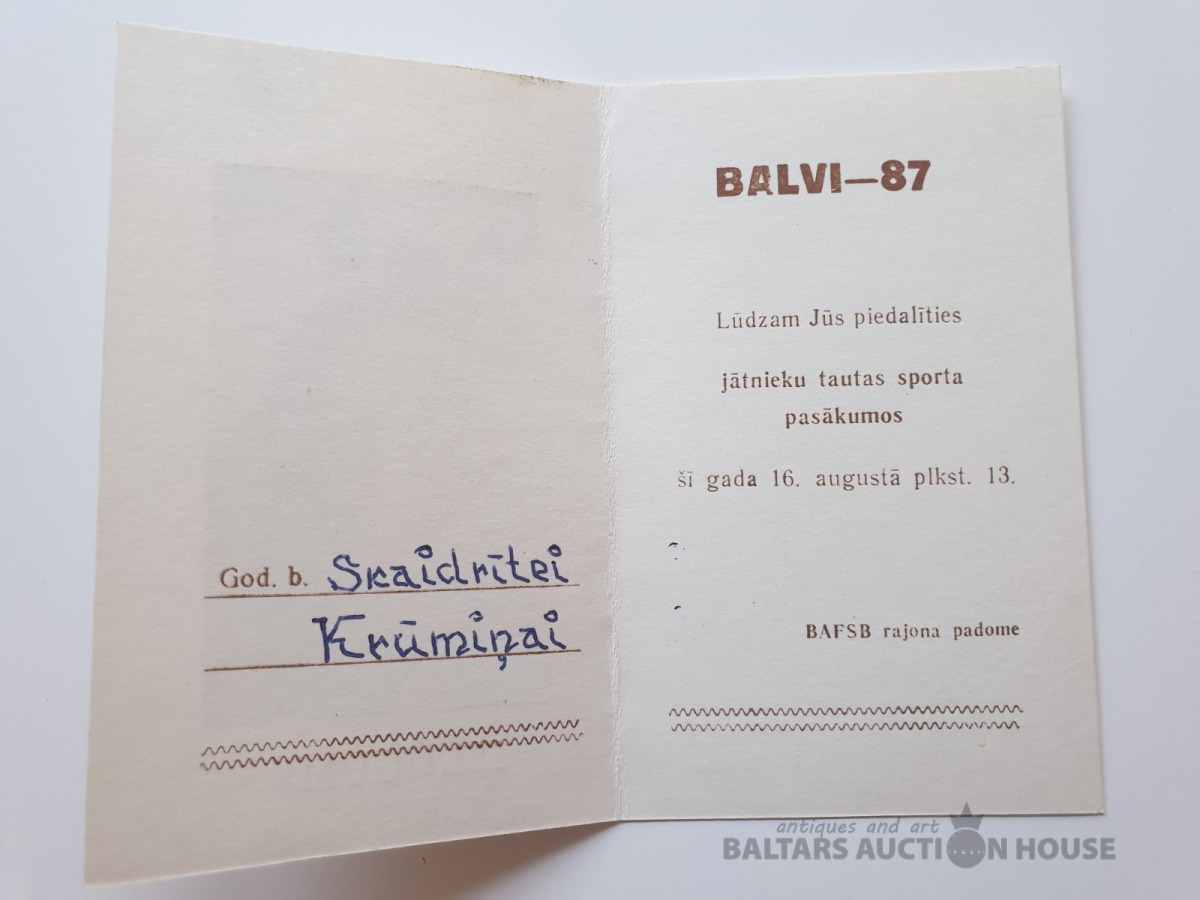 God. b. Skaidrītei
Krūmiņai
BALVI—87
Lūdzam Jūs piedalīties
jātnieku tautas sporta
pasākumos
šī gada 16. augustā plkst. 13.
BAFSB rajona padome
antiques and art
BALTARS AUCTION HOUSE